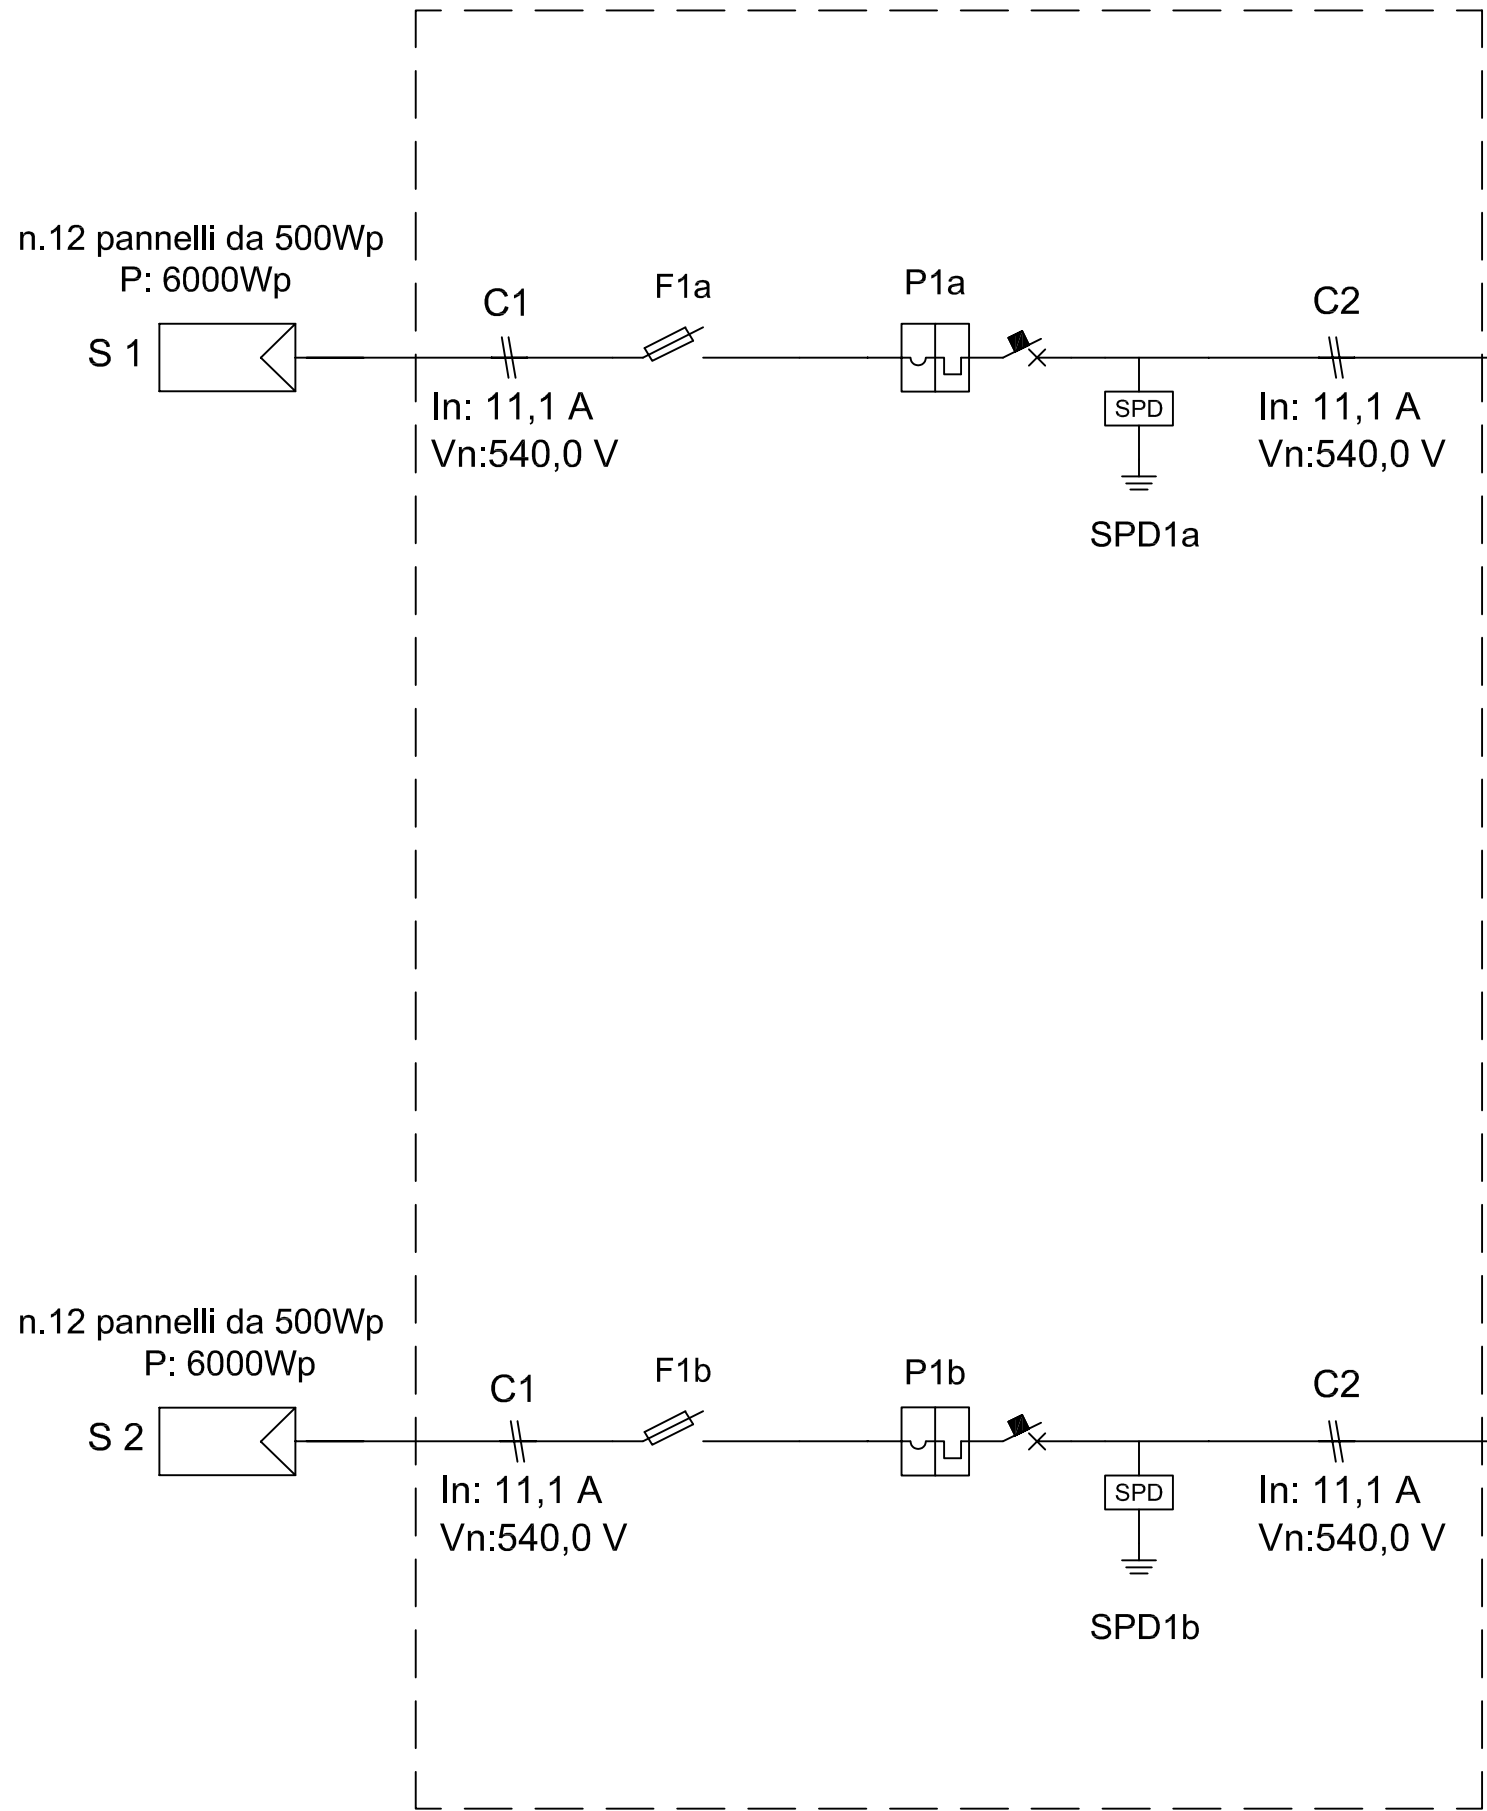 n.12 pannelli da 500Wp
P: 6000Wp
S 1
C1
In: 11,1 A
Vn:540,0 V
F1a
P1a
SPD
SPD1a
C2
In: 11,1 A
Vn:540,0 V
n.12 pannelli da 500Wp
P: 6000Wp
S 2
C1
In: 11,1 A
Vn:540,0 V
F1b
P1b
SPD
SPD1b
C2
In: 11,1 A
Vn:540,0 V